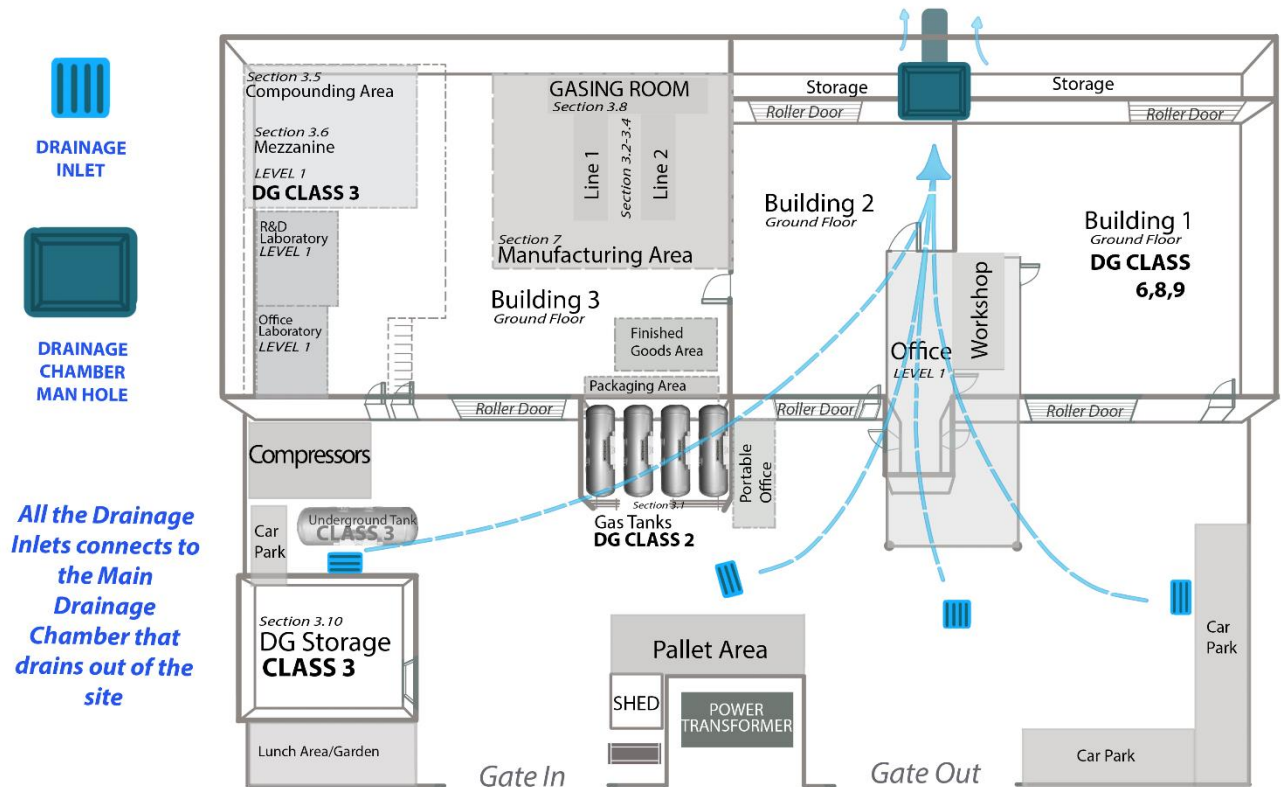 DRAINAGE
INLET
DRAINAGE
CHAMBER
MAN HOLE
All the Drainage
Inlets connects to
the Main
Drainage
Chamber that
drains out of the
site
Section 3.5
Compounding Area
Section 3.6
Mezzanine
LEVEL 1
DG CLASS 3
R&D
Laboratory
LEVEL 1
Office
Laboratory
LEVEL 1
GASING ROOM
Section 3.8
Line 1
Section 3.2-3.4
Line 2
Section 7
Manufacturing Area
Building 3
Ground Floor
Finished
Goods Area
Packaging Area
Storage
Storage
Roller Door
Roller Door
Building 2
Ground Floor
Building 1
Ground Floor
DG CLASS
6,8,9
Workshop
Office
LEVEL 1
Roller Door
Roller Door
Roller Door
Compressors
Car
Park
Underground Tank
CLASS 3
Section 3.1
Gas Tanks
DG CLASS 2
Portable
Office
Section 3.10
DG Storage
CLASS 3
Lunch Area/Garden
Pallet Area
SHED
POWER
TRANSFORMER
Car
Park
Car Park
Gate In
Gate Out